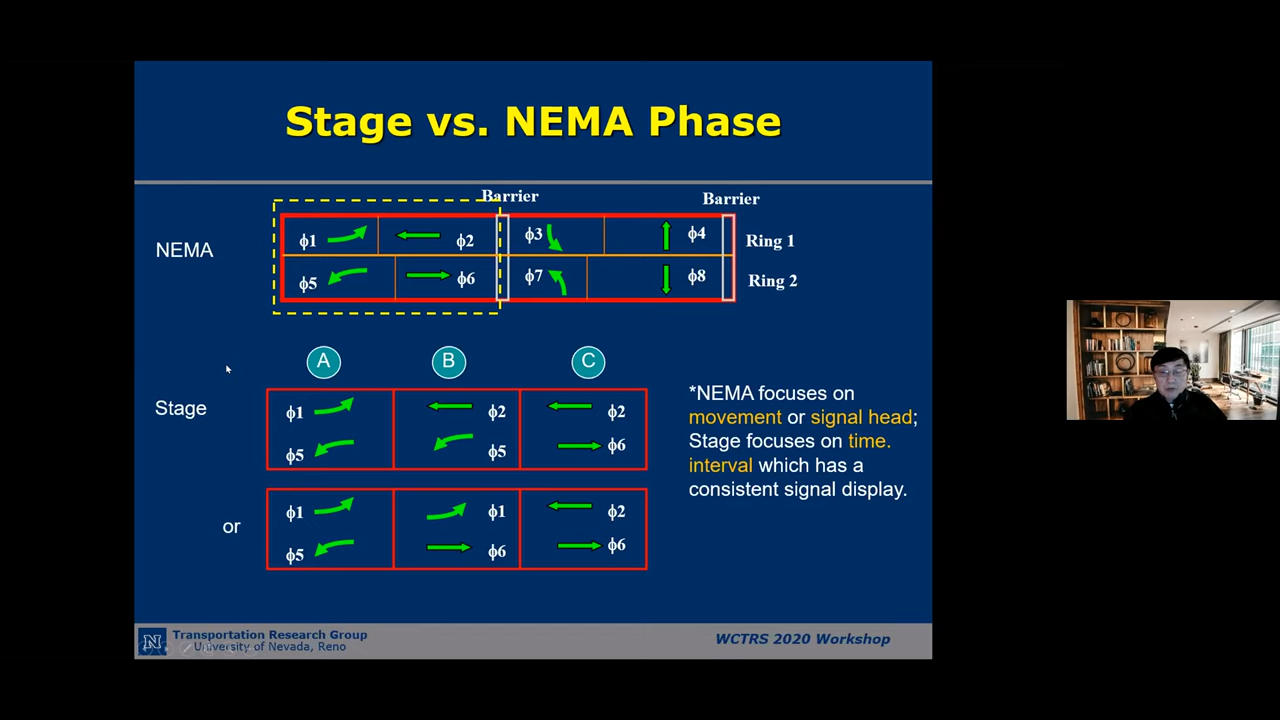 Stage vs. NEMA Phase
Barrier
Barrier
NEMA
ϕ1
ϕ2
ϕ3
ϕ4
Ring 1
ϕ5
ϕ6
ϕ7
ϕ8
Ring 2
A
B
C
Stage
ϕ1
ϕ2
ϕ2
ϕ5
ϕ5
ϕ6
or
ϕ1
ϕ1
ϕ2
ϕ5
ϕ6
ϕ6
*NEMA focuses on
movement or signal head;
Stage focuses on time.
interval which has a
consistent signal display.
N
Transportation Research Group
University of Nevada, Reno
WCTRS 2020 Workshop